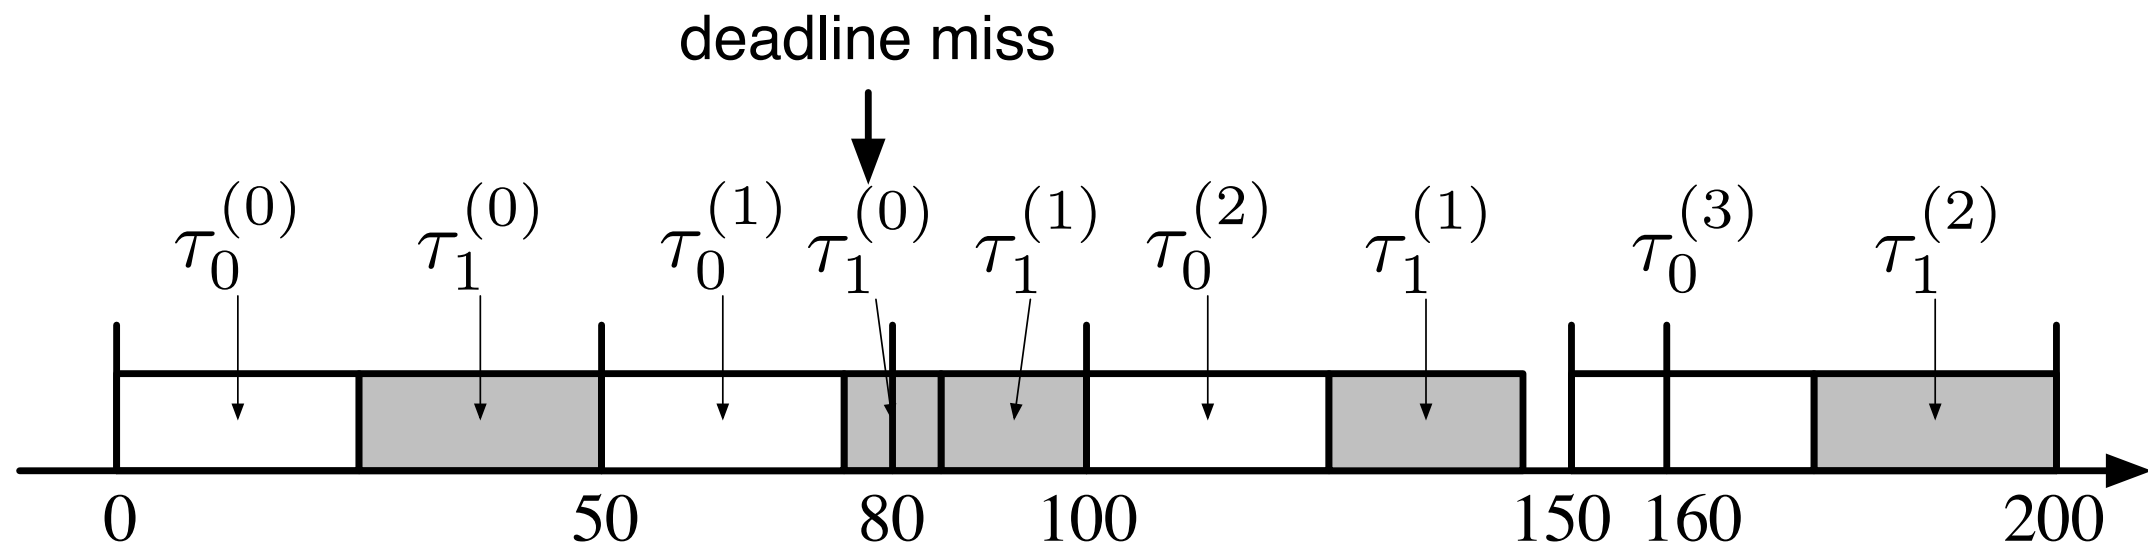 deadline miss
τ₀⁽⁰⁾ τ₁⁽⁰⁾ τ₀⁽¹⁾ τ₁⁽⁰⁾ τ₁⁽¹⁾ τ₀⁽²⁾ τ₁⁽¹⁾ τ₀⁽³⁾ τ₁⁽²⁾
0 50 80 100 150 160 200